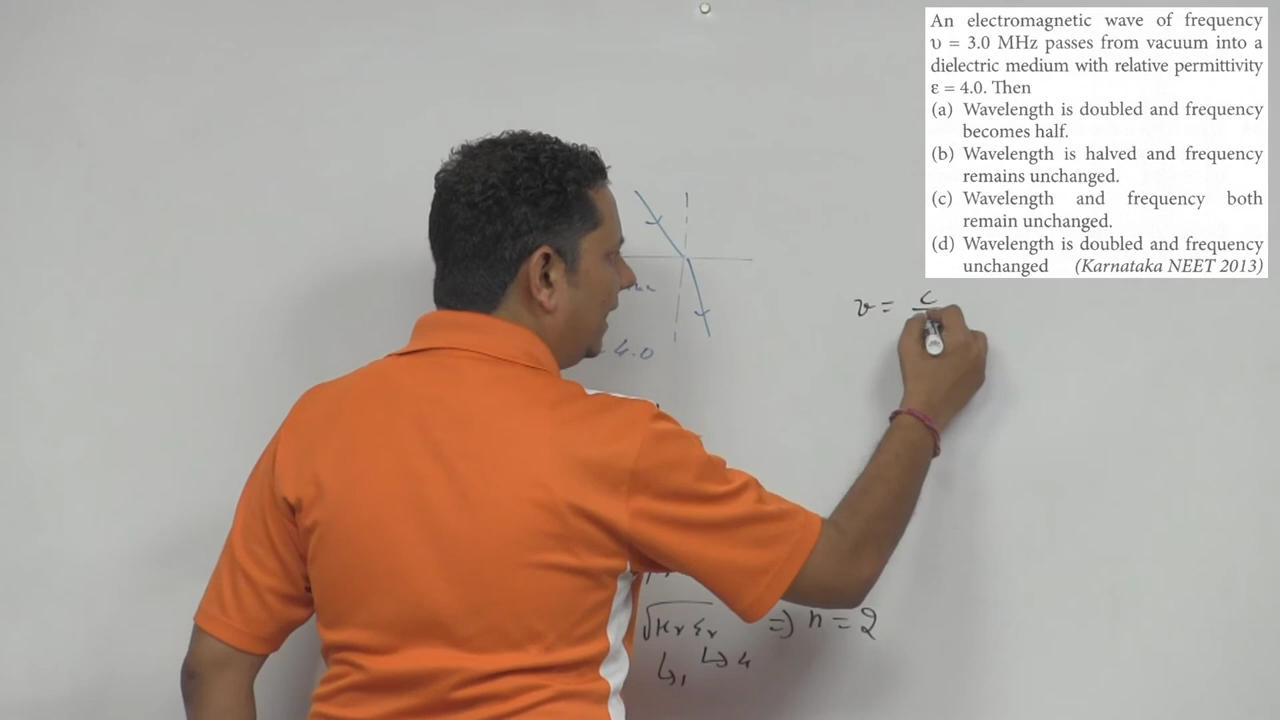 An electromagnetic wave of frequency
υ = 3.0 MHz passes from vacuum into a
dielectric medium with relative permittivity
ε = 4.0. Then
(a) Wavelength is doubled and frequency
becomes half.
(b) Wavelength is halved and frequency
remains unchanged.
(c) Wavelength and frequency both
remain unchanged.
(d) Wavelength is doubled and frequency
unchanged (Karnataka NEET 2013)
v = c
4.0
√μr εr ⇒ n = 2
↳1 ↳4